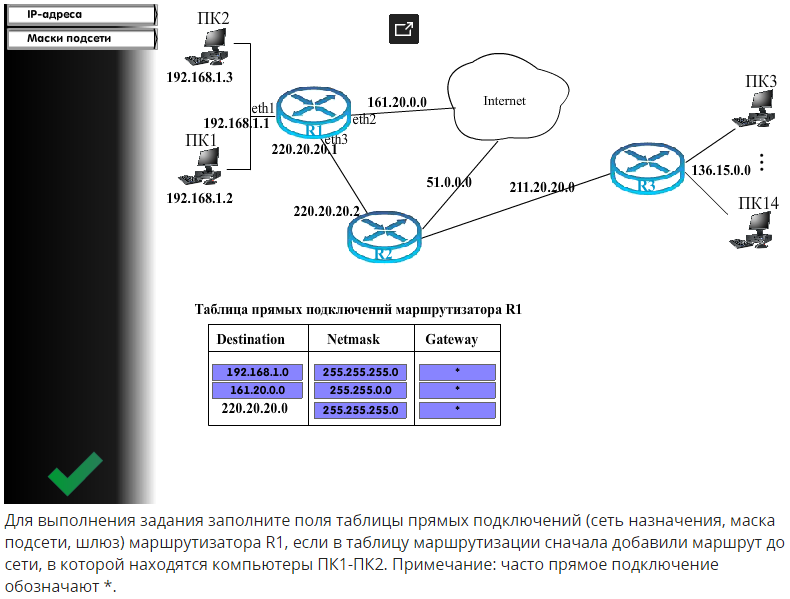 IP-адреса
Маски подсети
ПК2
192.168.1.3
eth1
192.168.1.1
R1
eth2
161.20.0.0
Internet
ПК3
ПК1
eth3
220.20.20.1
192.168.1.2
51.0.0.0
211.20.20.0
R3
136.15.0.0
220.20.20.2
R2
ПК14
Таблица прямых подключений маршрутизатора R1
Destination Netmask Gateway
192.168.1.0 255.255.255.0 *
161.20.0.0 255.255.0.0 *
220.20.20.0 255.255.255.0 *
Для выполнения задания заполните поля таблицы прямых подключений (сеть назначения, маска
подсети, шлюз) маршрутизатора R1, если в таблицу маршрутизации сначала добавили маршрут до
сети, в которой находятся компьютеры ПК1-ПК2. Примечание: часто прямое подключение
обозначают *.